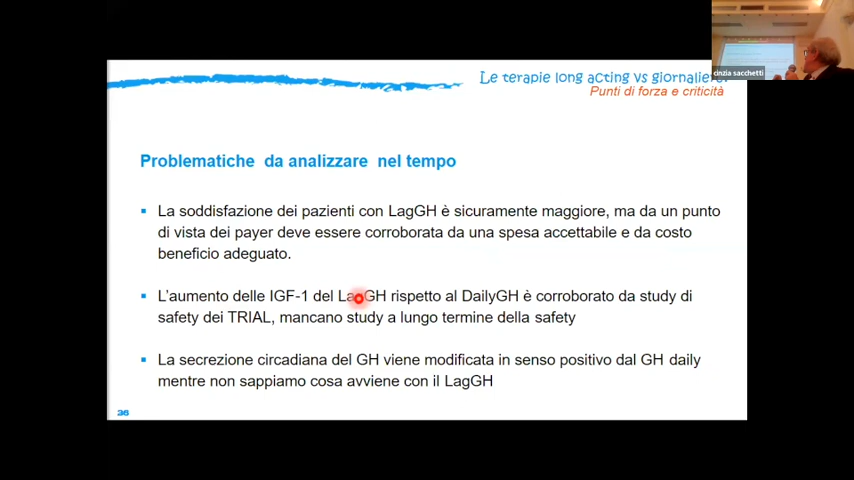 cinzia sacchetti
Le terapie long acting vs giornaliere.
Punti di forza e criticità
Problematiche da analizzare nel tempo
La soddisfazione dei pazienti con LagGH è sicuramente maggiore, ma da un punto
di vista dei payer deve essere corroborata da una spesa accettabile e da costo
beneficio adeguato.
L'aumento delle IGF-1 del LagGH rispetto al DailyGH è corroborato da study di
safety dei TRIAL, mancano study a lungo termine della safety
La secrezione circadiana del GH viene modificata in senso positivo dal GH daily
mentre non sappiamo cosa avviene con il LagGH
36